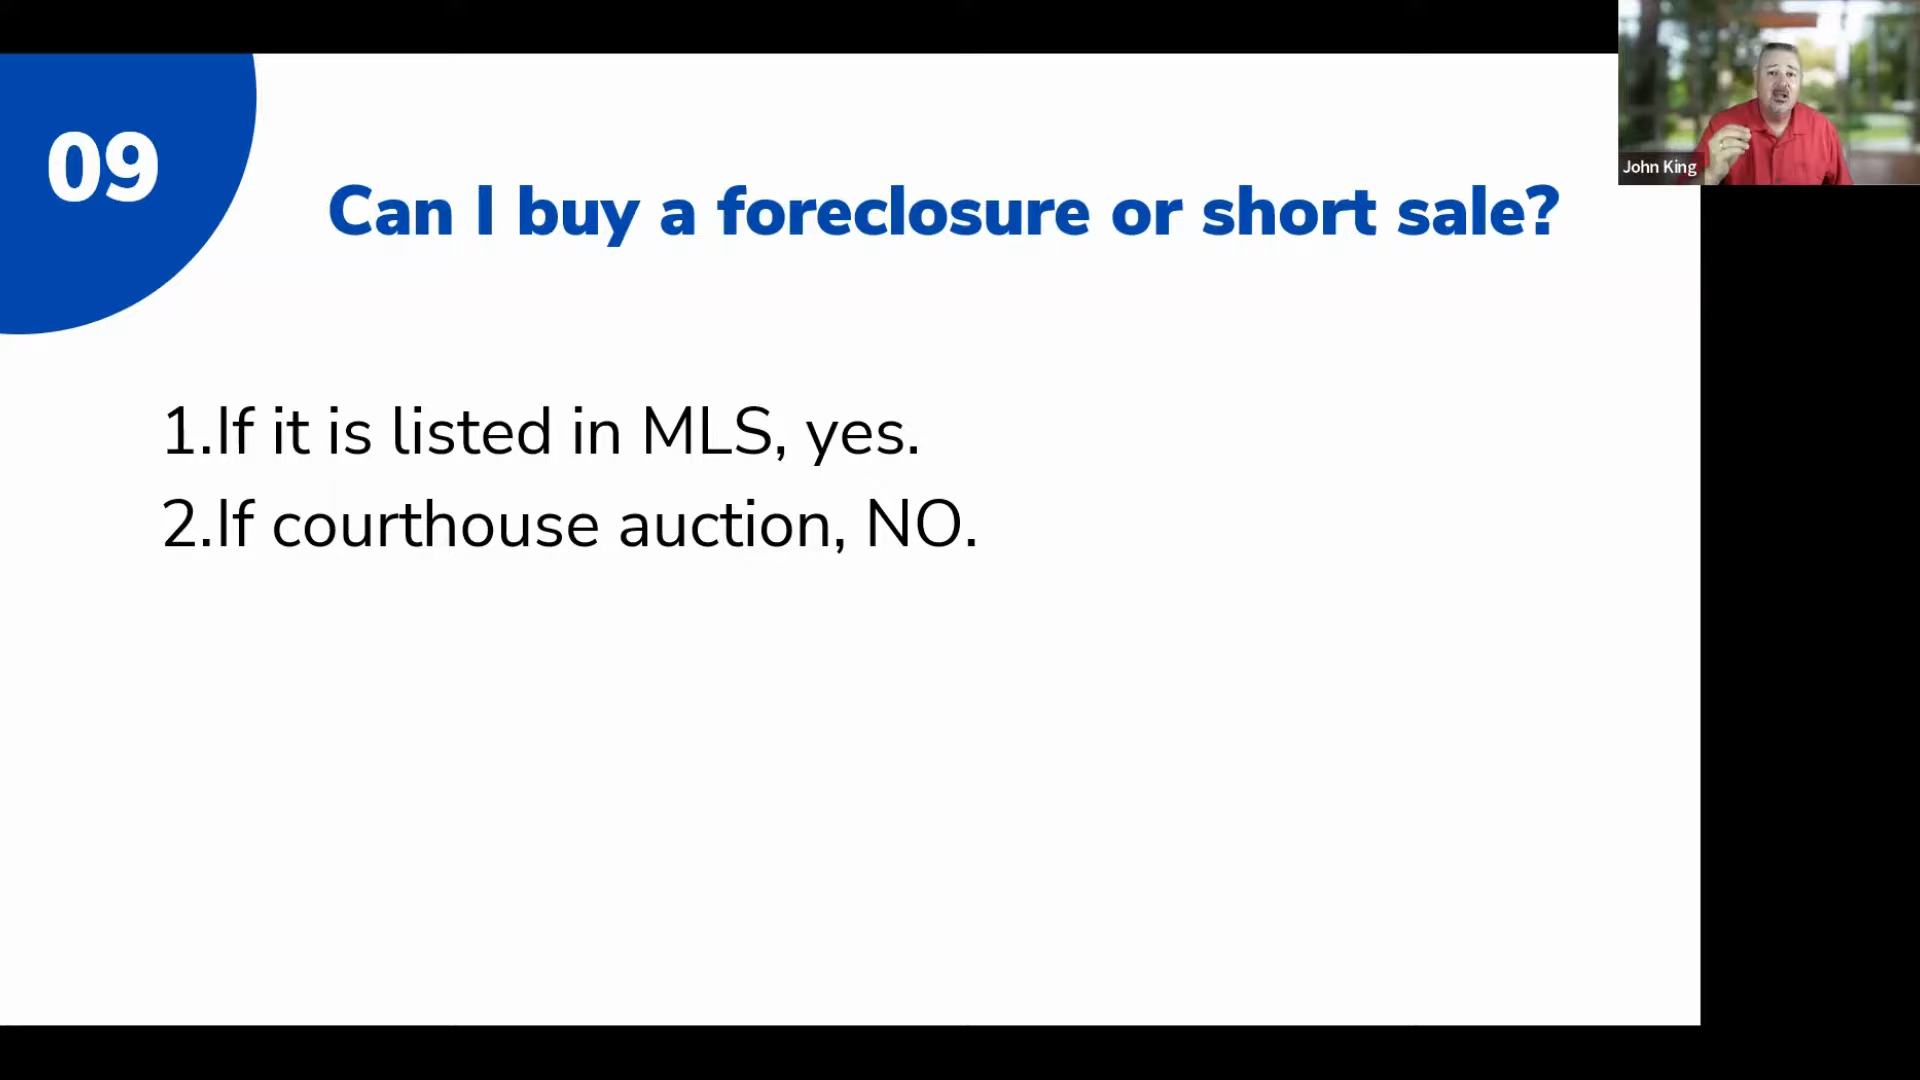 09
John King
Can I buy a foreclosure or short sale?
1.If it is listed in MLS, yes.
2.If courthouse auction, NO.